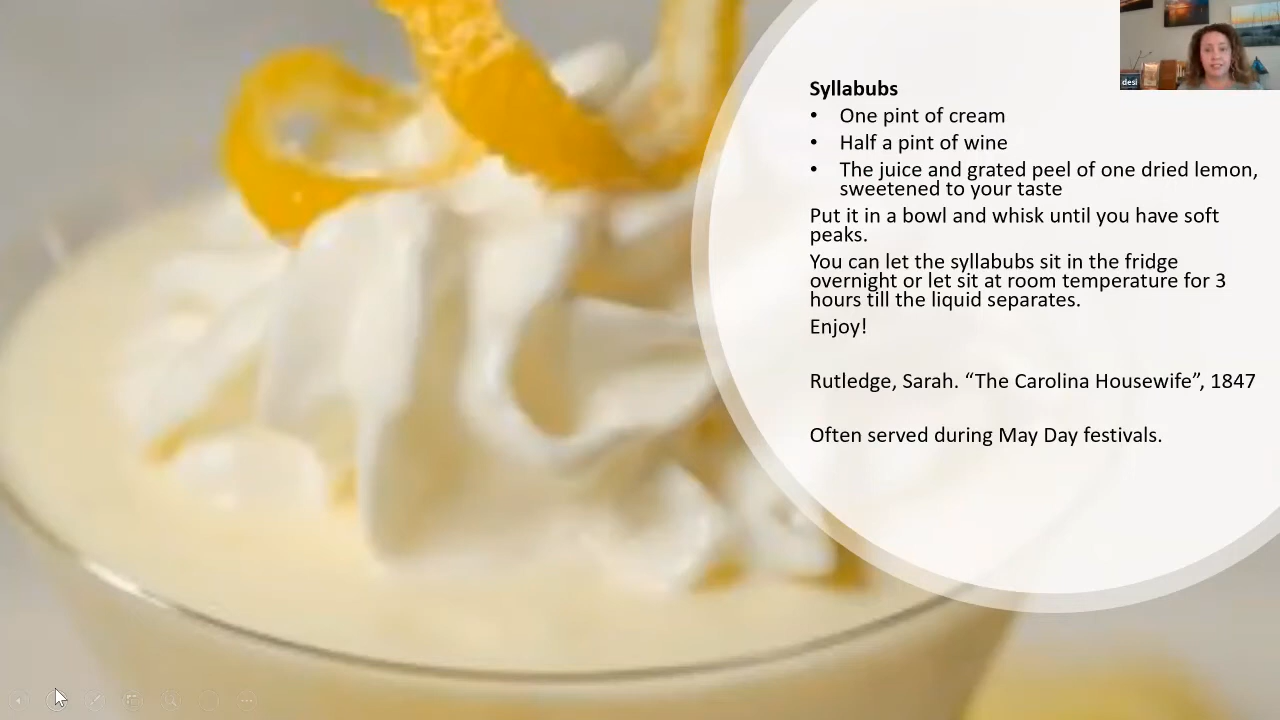 Syllabubs
• One pint of cream
• Half a pint of wine
• The juice and grated peel of one dried lemon,
sweetened to your taste
Put it in a bowl and whisk until you have soft
peaks.
You can let the syllabubs sit in the fridge
overnight or let sit at room temperature for 3
hours till the liquid separates.
Enjoy!
Rutledge, Sarah. “The Carolina Housewife”, 1847
Often served during May Day festivals.
desi